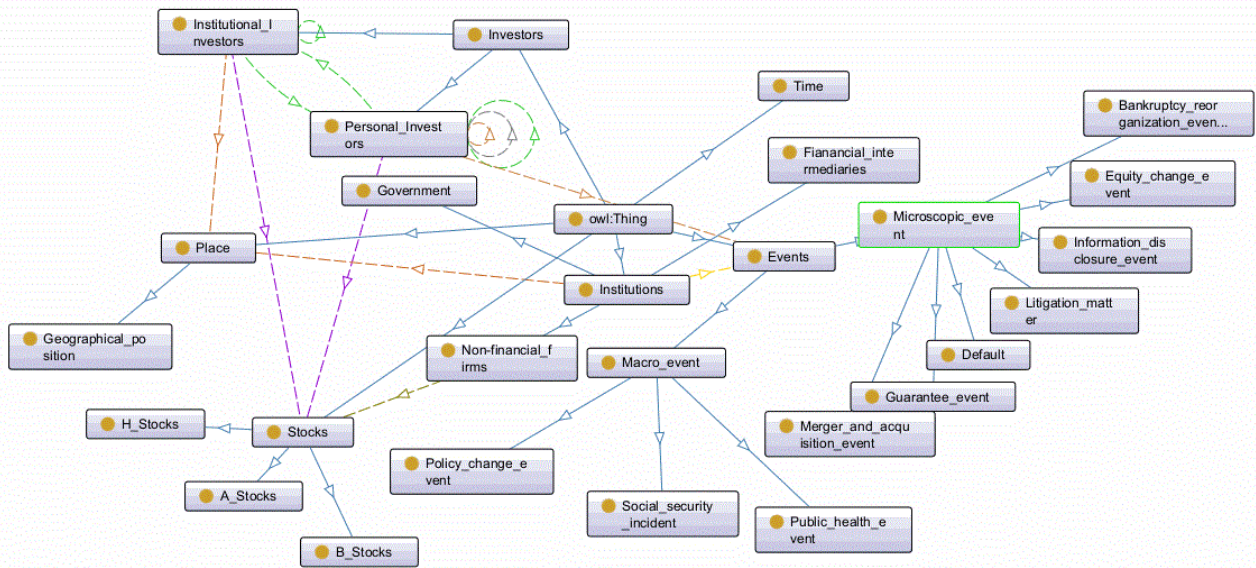 Institutional_I
nvestors
Investors
Time
Bankruptcy_reor
ganization_even...
Personal_Invest
ors
Fianancial_inte
rmediaries
Equity_change_e
vent
Government
owl:Thing
Microscopic_eve
nt
Place
Events
Information_dis
closure_event
Institutions
Litigation_matt
er
Geographical_po
sition
Non-financial_f
irms
Macro_event
Default
Guarantee_event
H_Stocks
Stocks
Merger_and_acqu
isition_event
Policy_change_e
vent
A_Stocks
Social_security
_incident
Public_health_e
vent
B_Stocks